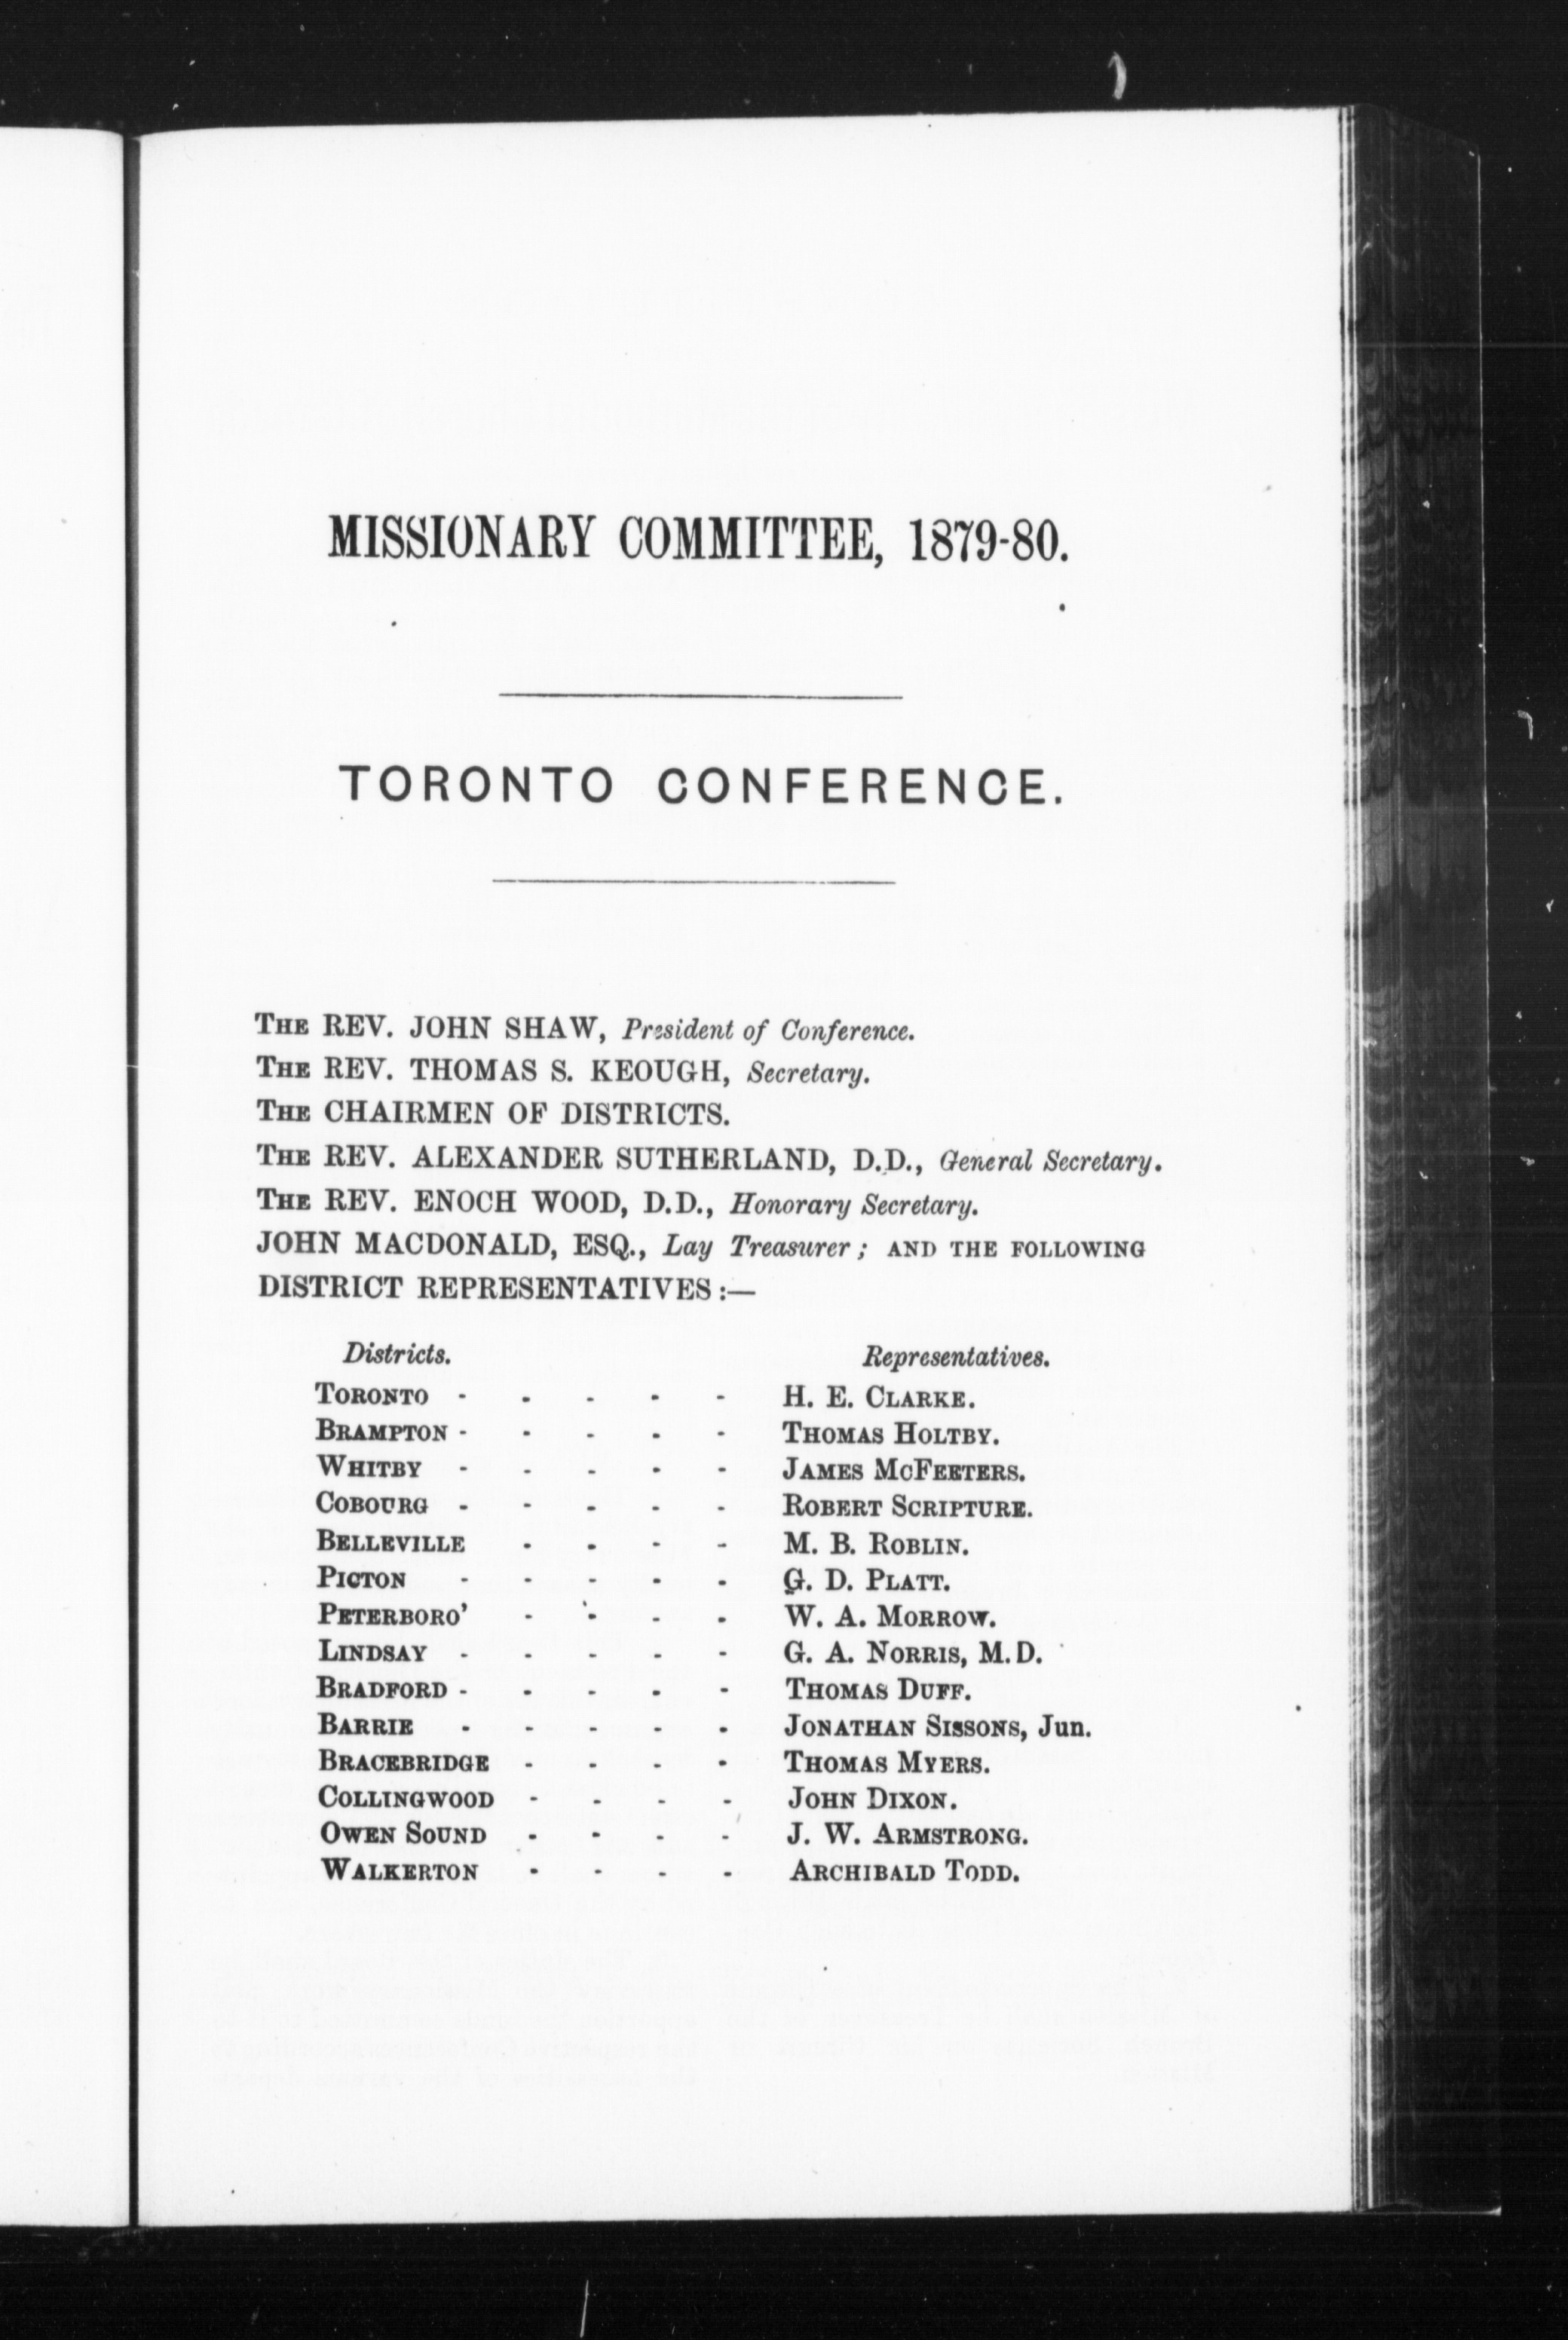 MISSIONARY COMMITTEE, 1879-80.
TORONTO CONFERENCE.
THE REV. JOHN SHAW, President of Conference.
THE REV. THOMAS S. KEOUGH, Secretary.
THE CHAIRMEN OF DISTRICTS.
THE REV. ALEXANDER SUTHERLAND, D.D., General Secretary.
THE REV. ENOCH WOOD, D.D., Honorary Secretary.
JOHN MACDONALD, ESQ., Lay Treasurer; AND THE FOLLOWING
DISTRICT REPRESENTATIVES:—
Districts. Representatives.
TORONTO - - - - - H. E. CLARKE.
BRAMPTON - - - - - THOMAS HOLTBY.
WHITBY - - - - - JAMES MCFEETERS.
COBOURG - - - - - ROBERT SCRIPTURE.
BELLEVILLE - - - - M. B. ROBLIN.
PICTON - - - - - G. D. PLATT.
PETERBORO' - - - - W. A. MORROW.
LINDSAY - - - - - G. A. NORRIS, M.D.
BRADFORD - - - - - THOMAS DUFF.
BARRIE - - - - - JONATHAN SISSONS, Jun.
BRACEBRIDGE - - - - THOMAS MYERS.
COLLINGWOOD - - - - JOHN DIXON.
OWEN SOUND - - - - J. W. ARMSTRONG.
WALKERTON - - - - ARCHIBALD TODD.